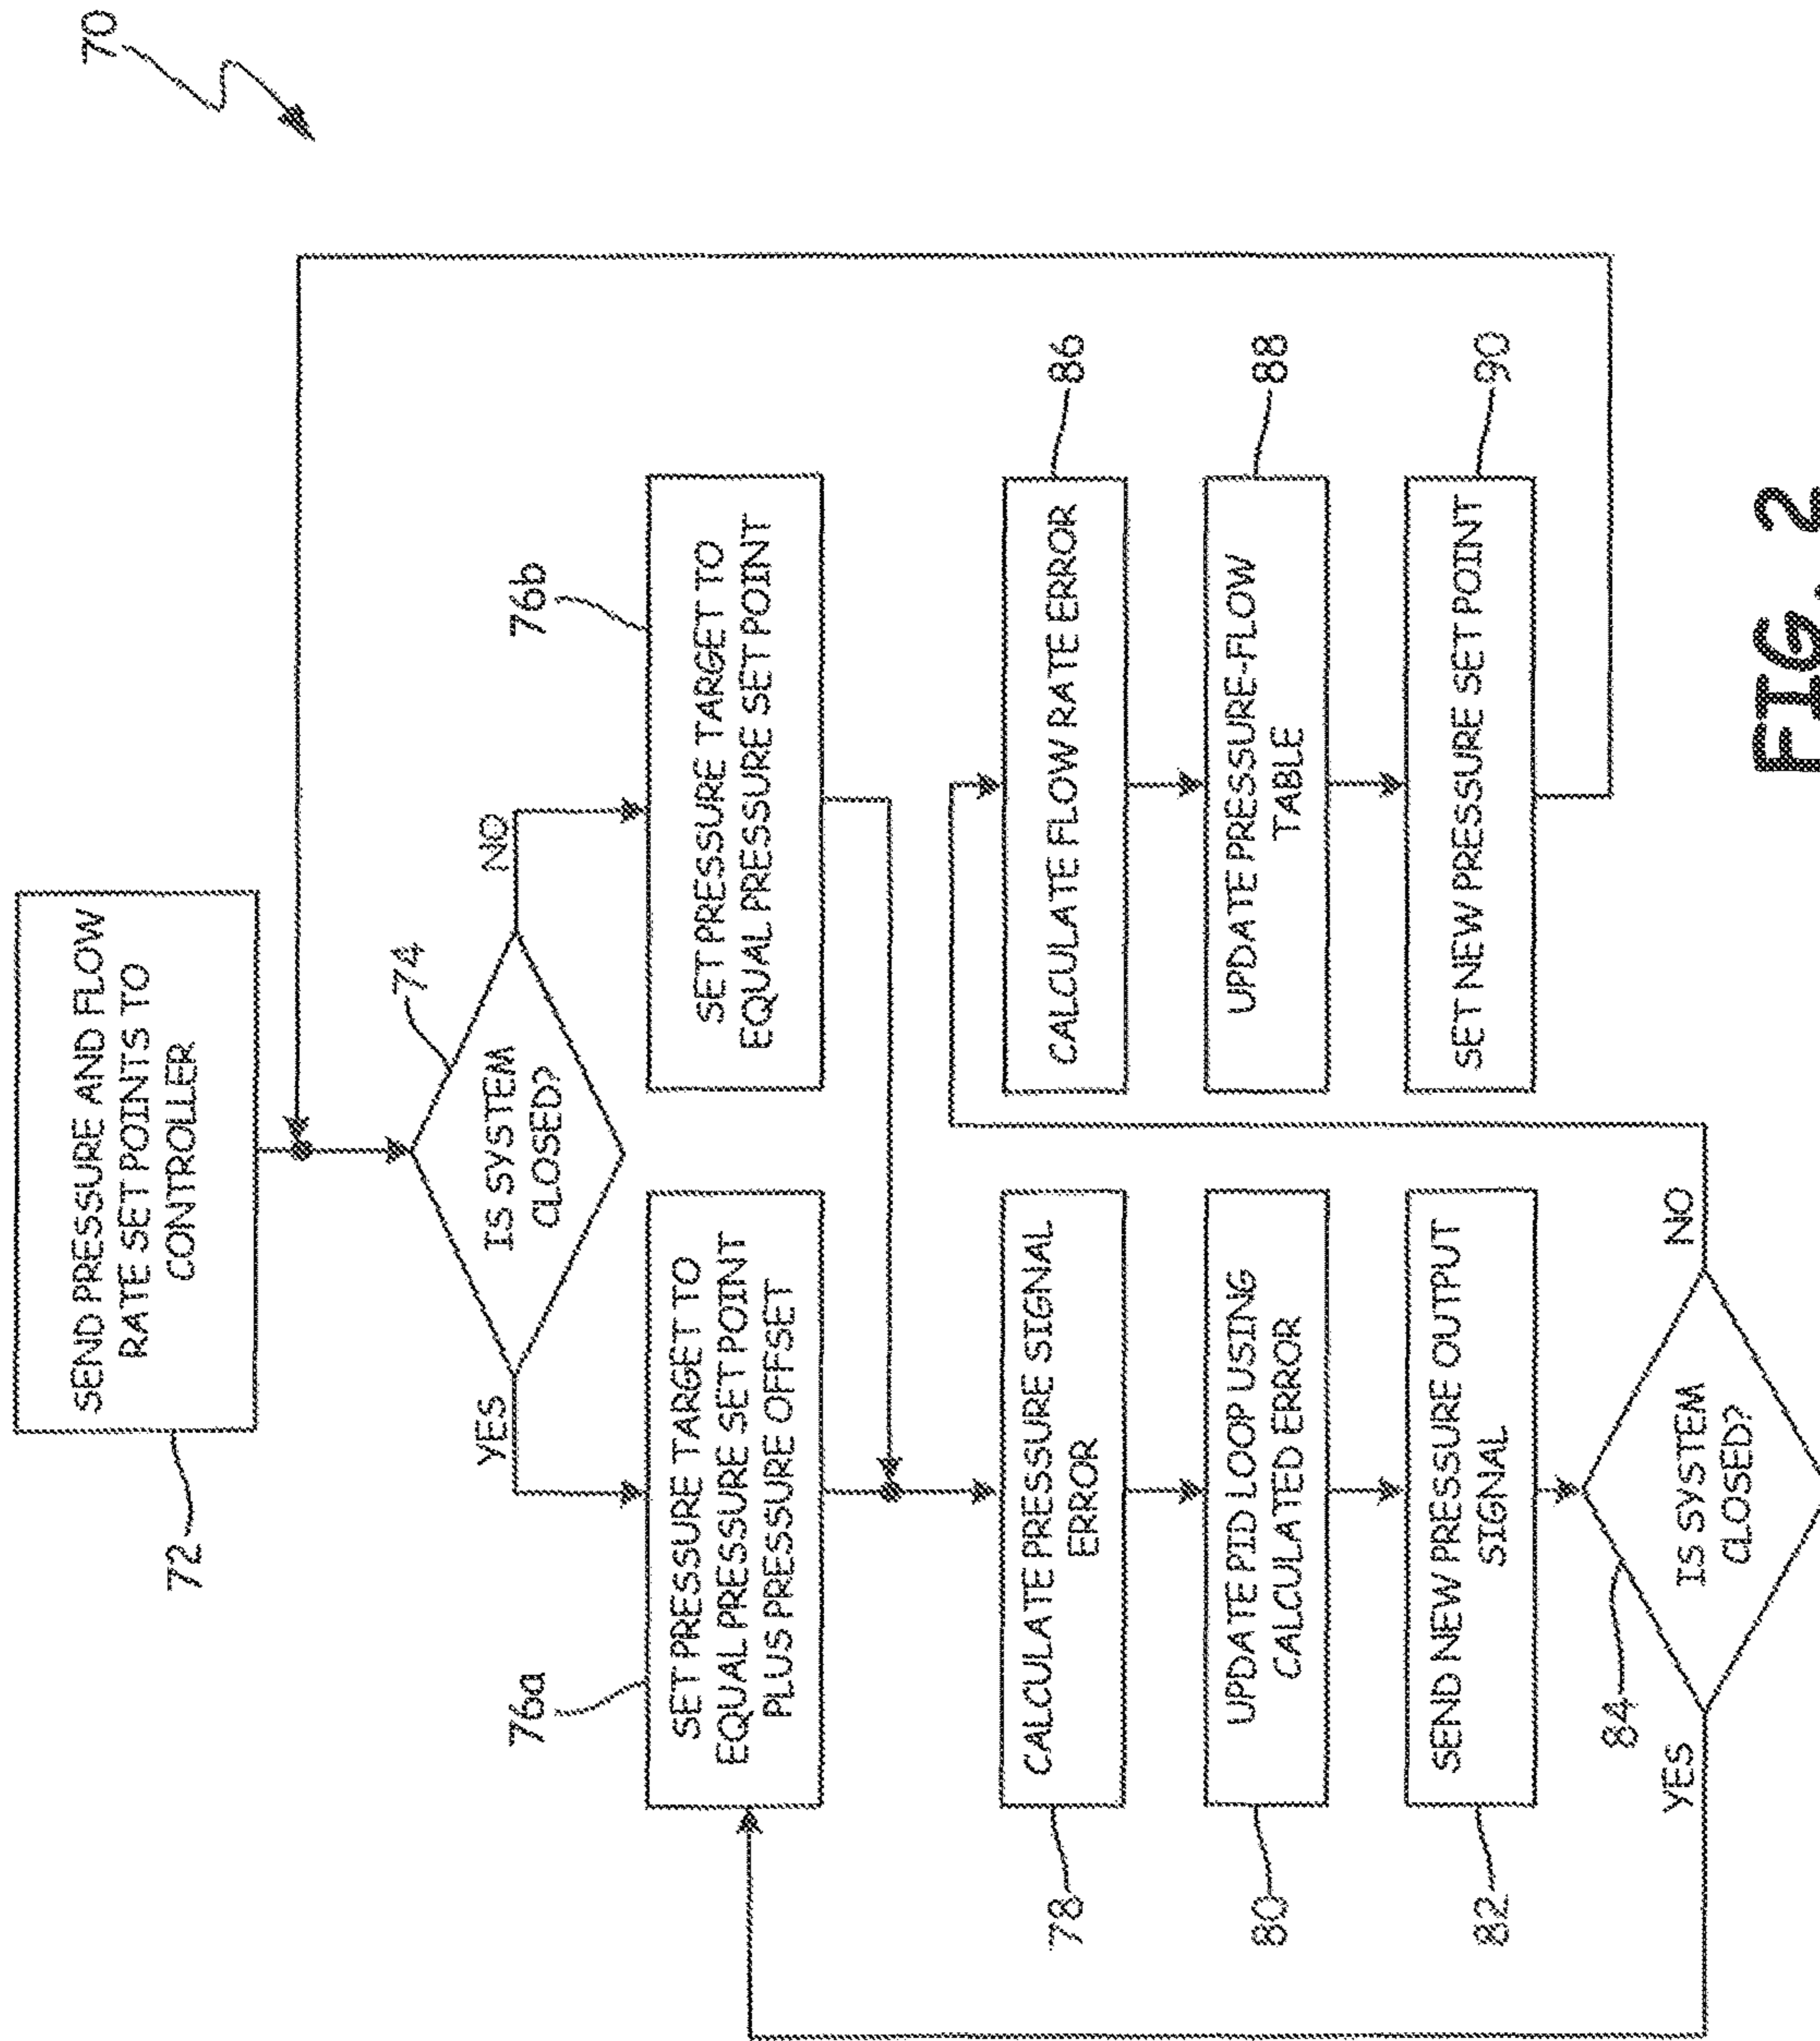 70
SEND PRESSURE AND FLOW
RATE SET POINTS TO
CONTROLLER
72
74
IS SYSTEM
CLOSED?
YES
NO
76a
SET PRESSURE TARGET TO
EQUAL PRESSURE SET POINT
PLUS PRESSURE OFFSET
76b
SET PRESSURE TARGET TO
EQUAL PRESSURE SET POINT
78
CALCULATE PRESSURE SIGNAL
ERROR
80
UPDATE PID LOOP USING
CALCULATED ERROR
82
SEND NEW PRESSURE OUTPUT
SIGNAL
84
IS SYSTEM
CLOSED?
YES
NO
CALCULATE FLOW RATE ERROR
86
UPDATE PRESSURE-FLOW
TABLE
88
SET NEW PRESSURE SET POINT
90
FIG. 2